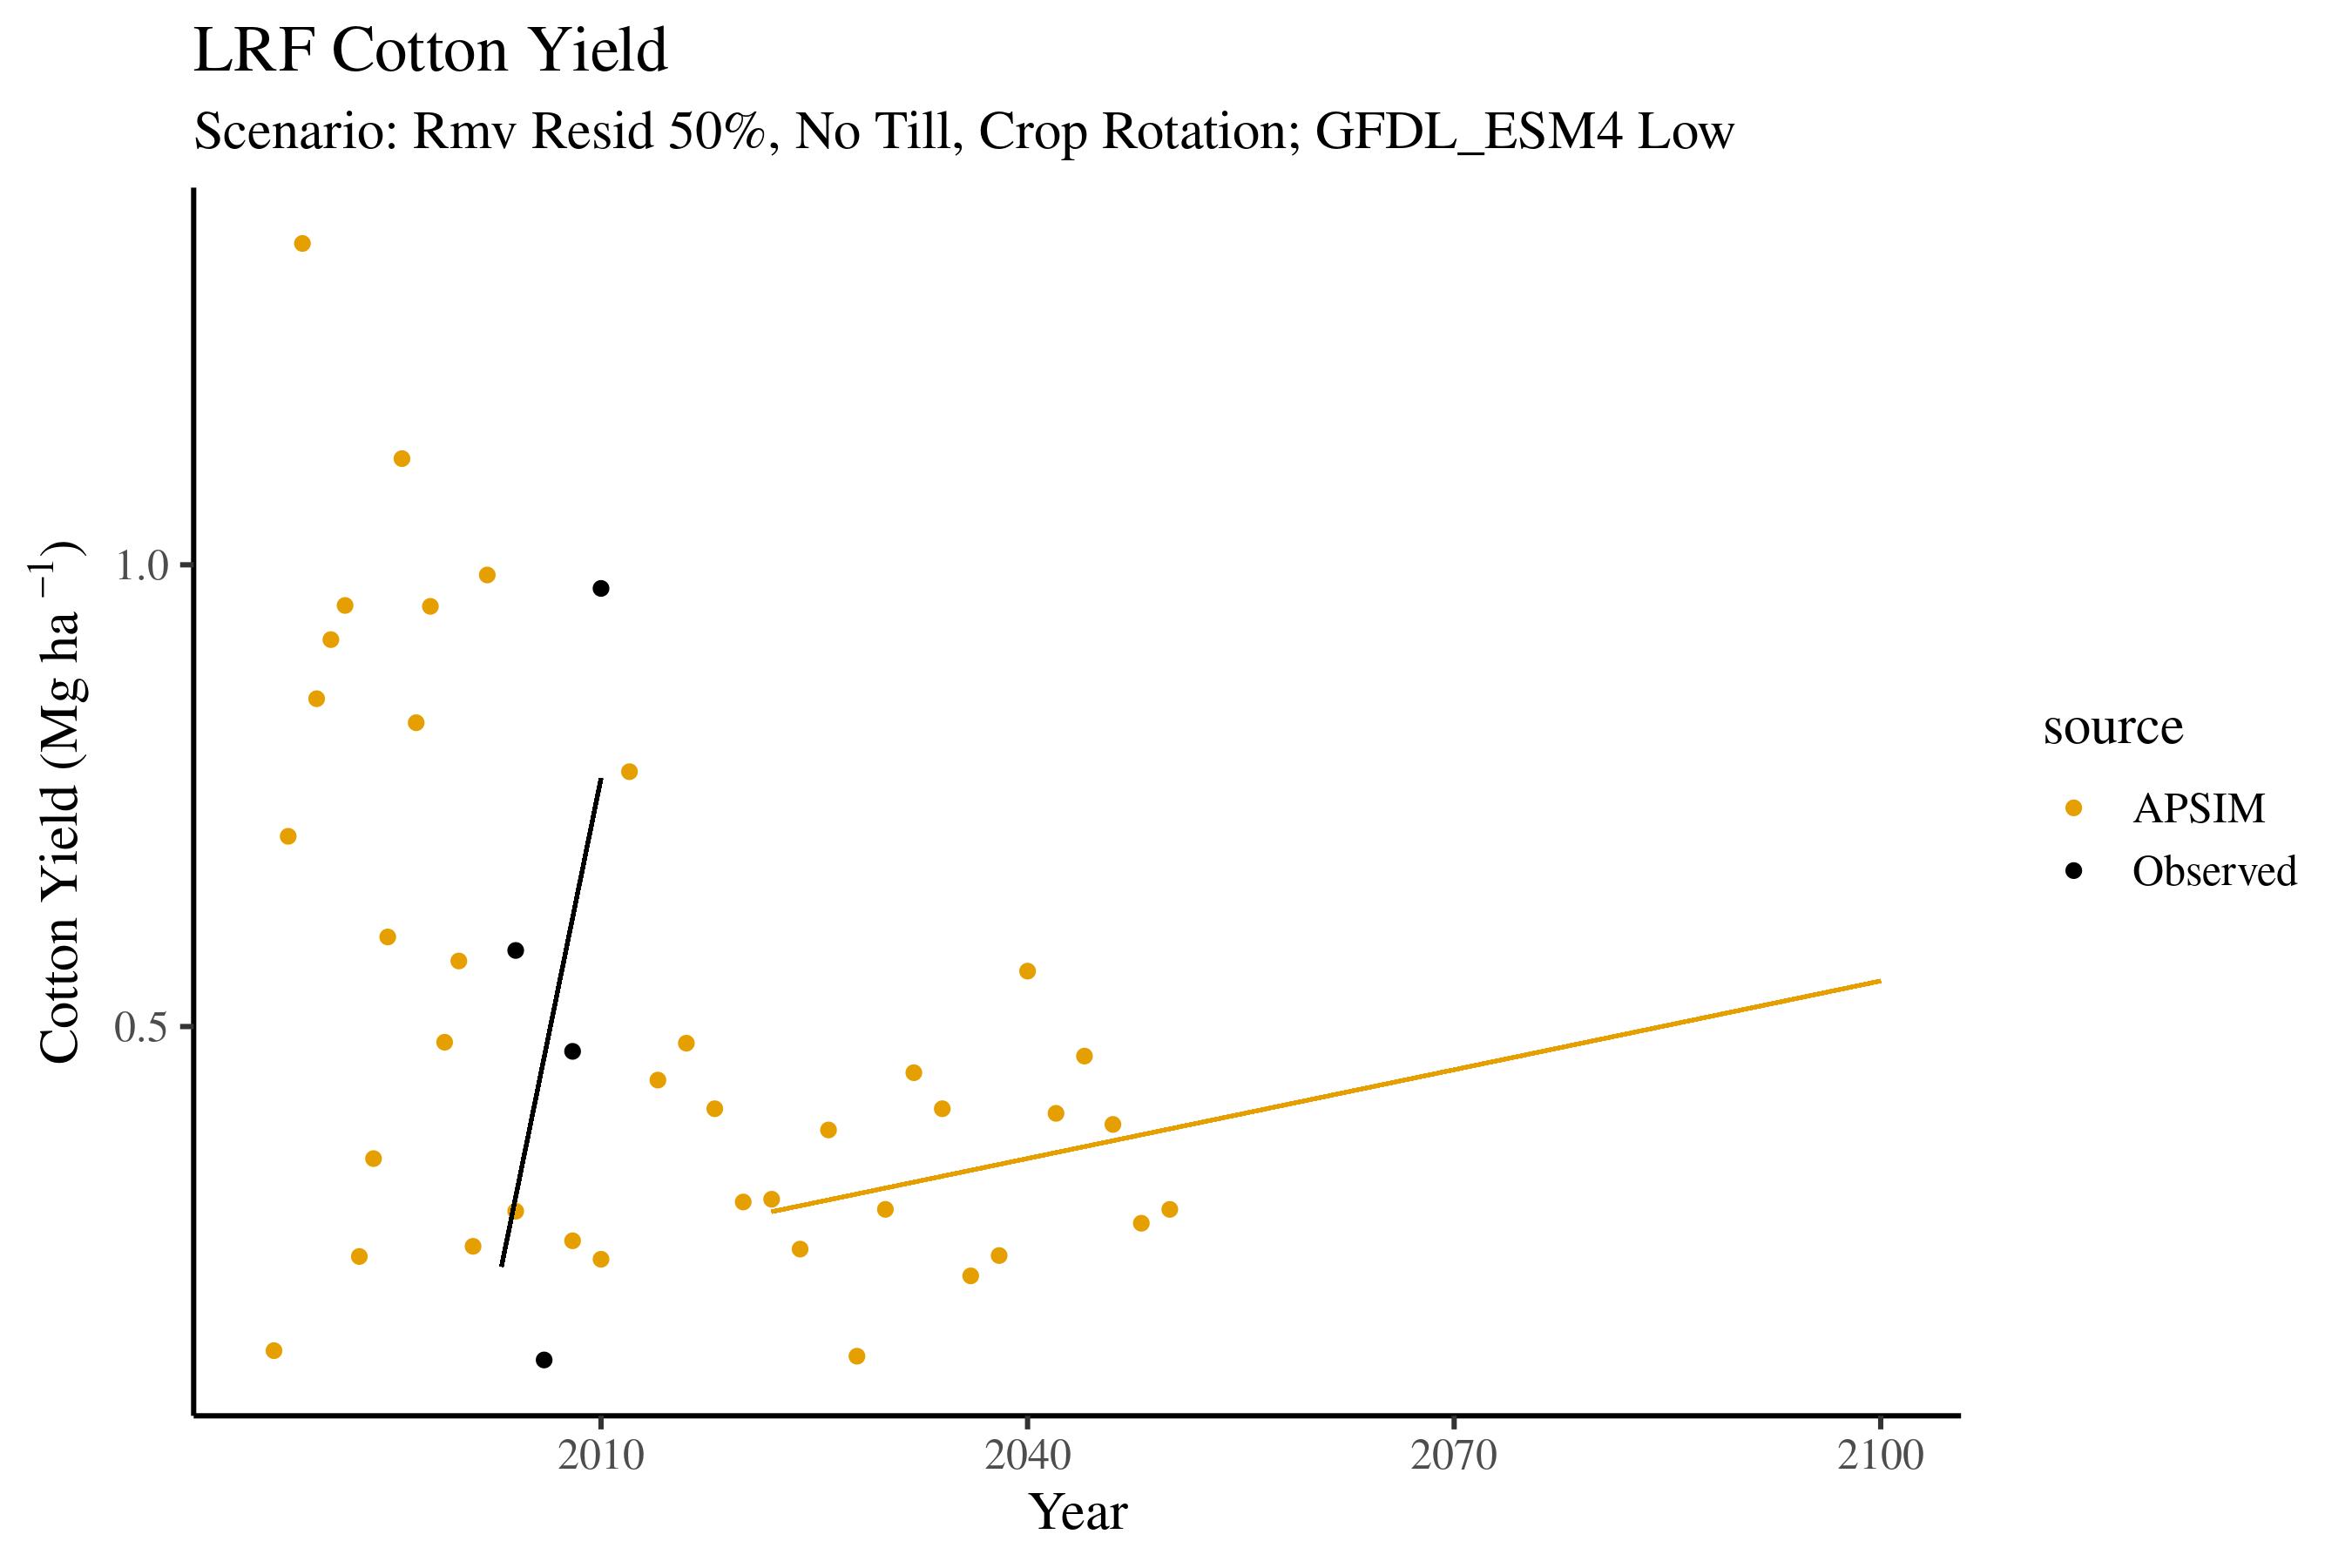 LRF Cotton Yield
Scenario: Rmv Resid 50%, No Till, Crop Rotation; GFDL_ESM4 Low
Cotton Yield (Mg ha −1)
1.0
0.5
2010
2040
2070
2100
Year
source
APSIM
Observed